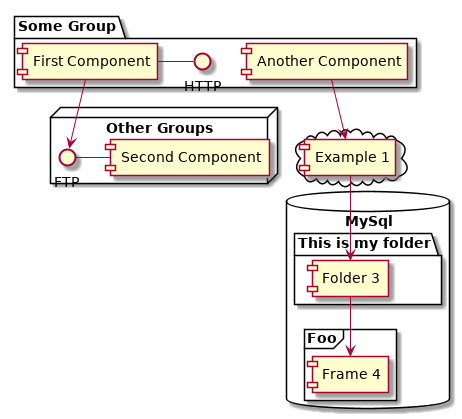 Some Group
First Component
Another Component
HTTP
Other Groups
Second Component
FTP
Example 1
MySql
This is my folder
Folder 3
Foo
Frame 4